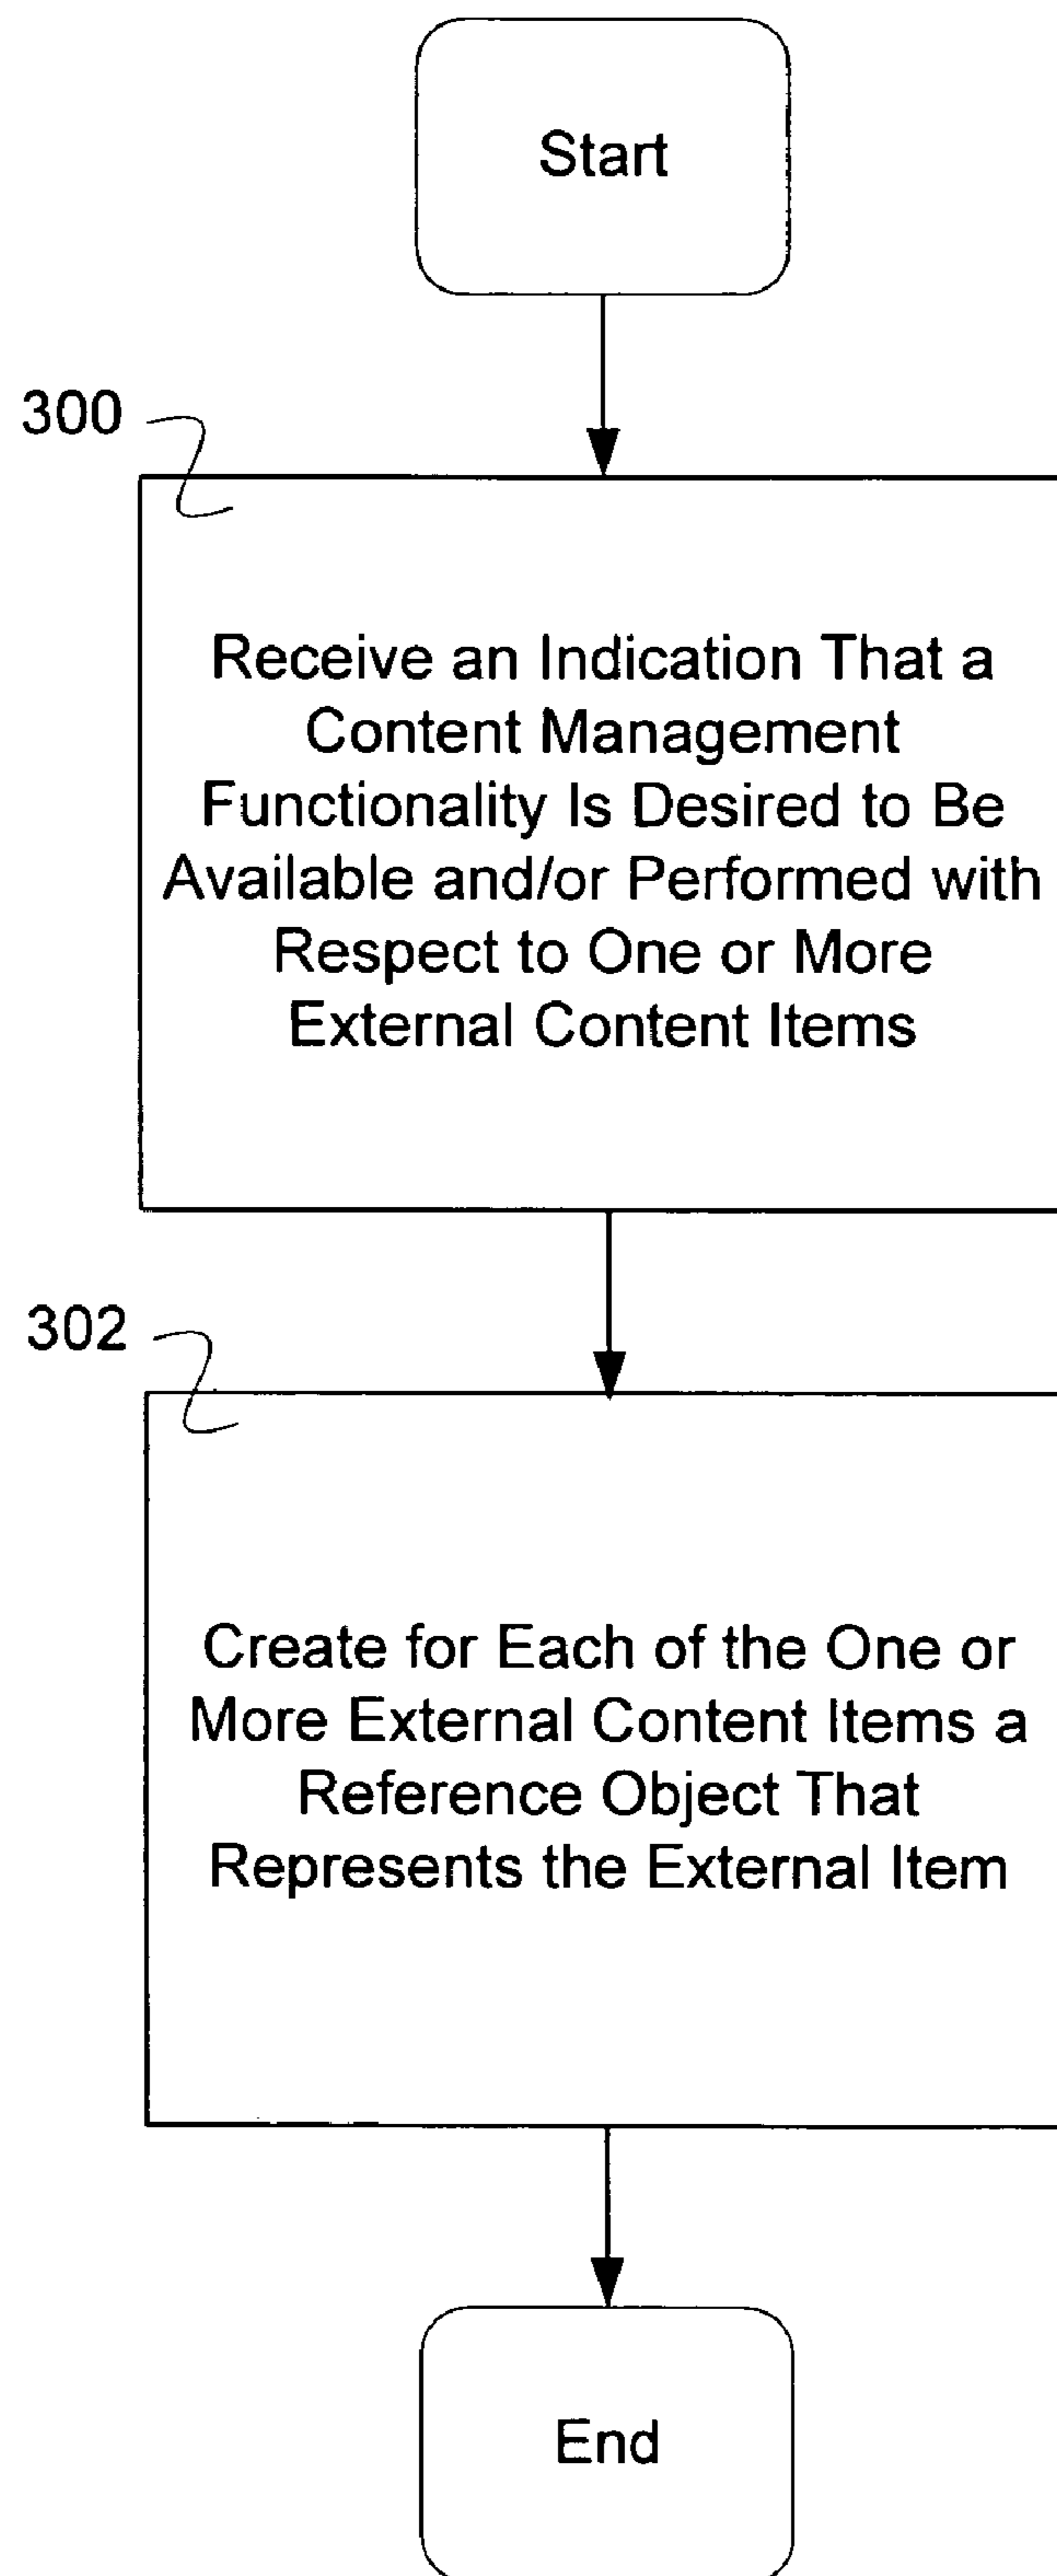 Start
300
Receive an Indication That a
Content Management
Functionality Is Desired to Be
Available and/or Performed with
Respect to One or More
External Content Items
302
Create for Each of the One or
More External Content Items a
Reference Object That
Represents the External Item
End